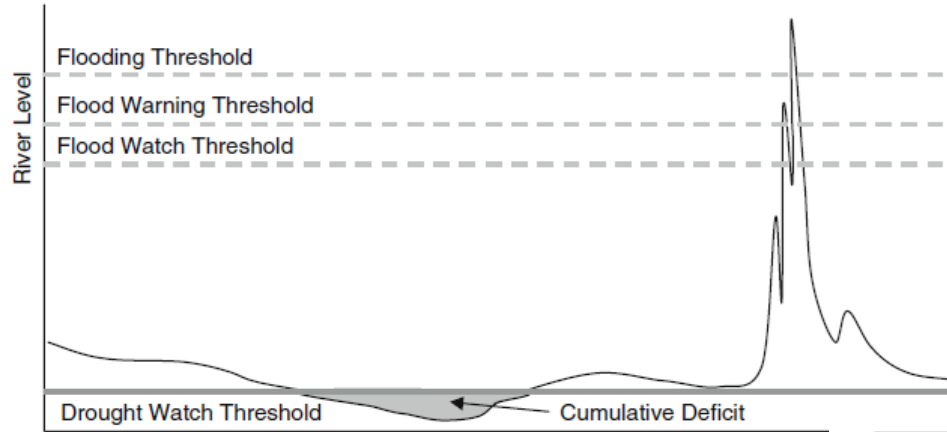 River Level
Flooding Threshold
Flood Warning Threshold
Flood Watch Threshold
Drought Watch Threshold
Cumulative Deficit